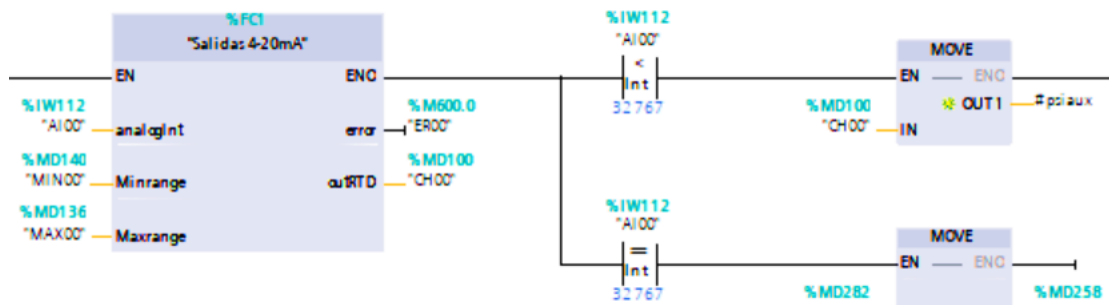 %FC1
"Salidas 4-20mA"
EN
ENO
%IW112
"AI00"
analogInt
%M600.0
error
"ER00"
%MD140
"MIN00"
Minrange
%MD100
outRTD
"CH00"
%MD136
"MAX00"
Maxrange
%IW112
"AI00"
<
Int
32767
MOVE
EN
ENO
OUT1
#psiaux
%MD100
"CH00"
IN
%IW112
"AI00"
=
Int
32767
MOVE
EN
ENO
%MD282
%MD258